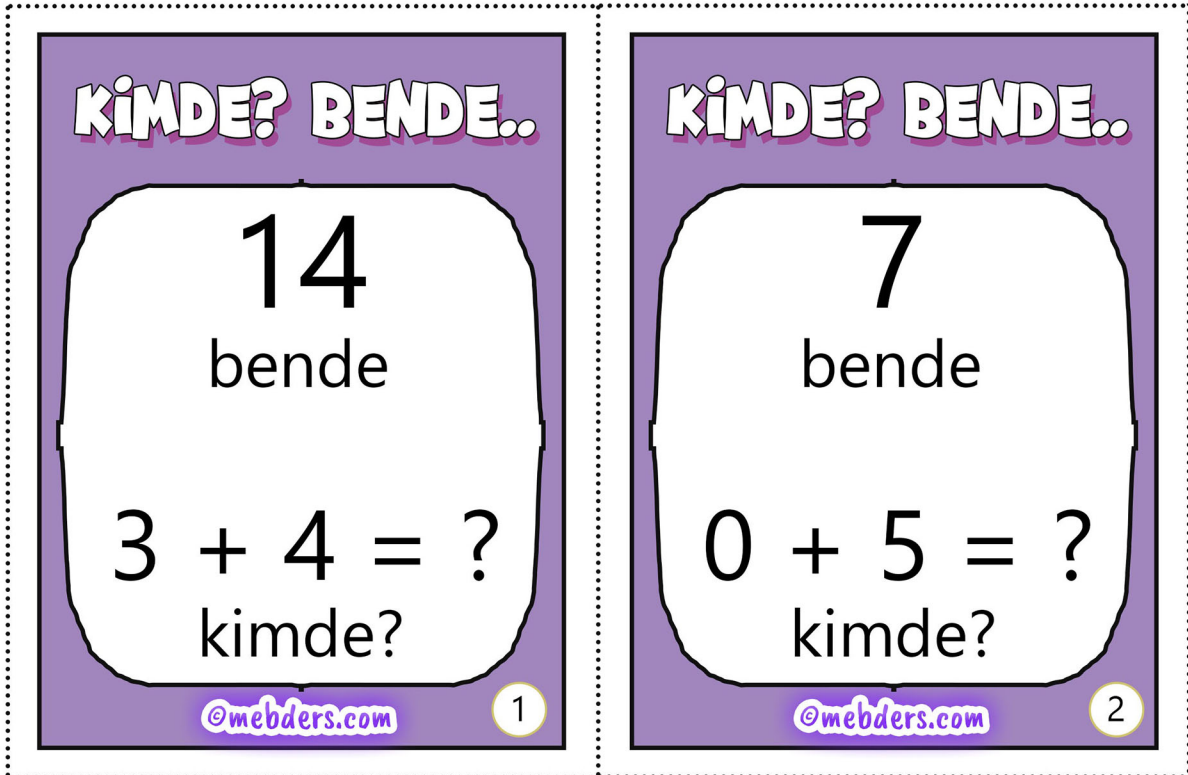 KiMDE? BENDE..
14
bende
3 + 4 = ?
kimde?
©mebders.com
1
KiMDE? BENDE..
7
bende
0 + 5 = ?
kimde?
©mebders.com
2